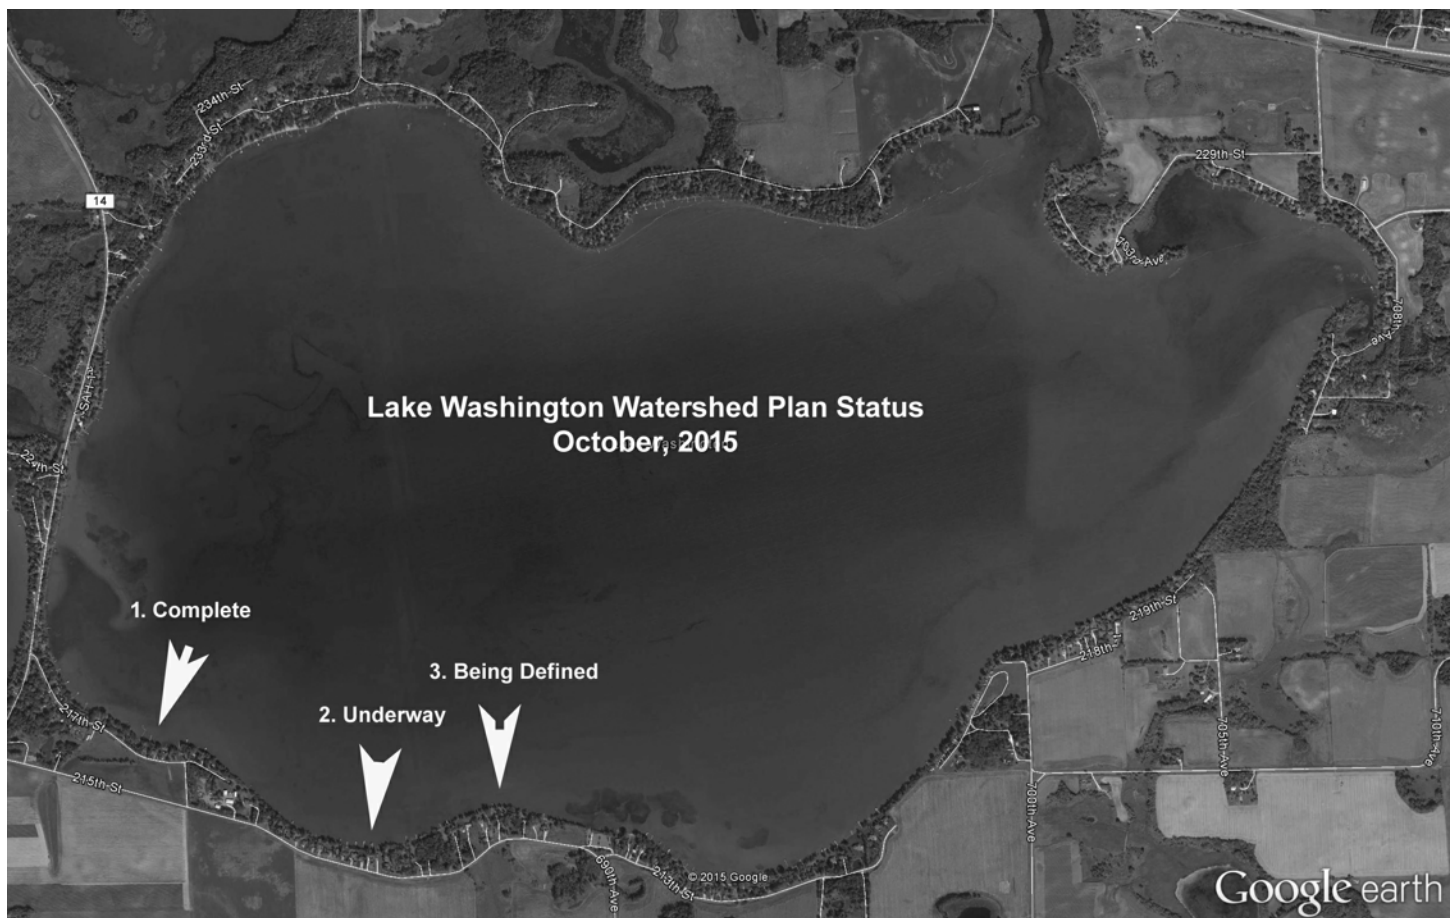 234th St
233rd St
229th St
14
703rd Ave
708th Ave
Lake Washington Watershed Plan Status
October, 2015
1. Complete
219th St
3. Being Defined
218th
217th St
2. Underway
705th Ave
710th Ave
215th St
700th Ave
690th Ave
213th St
© 2015 Google
Google earth